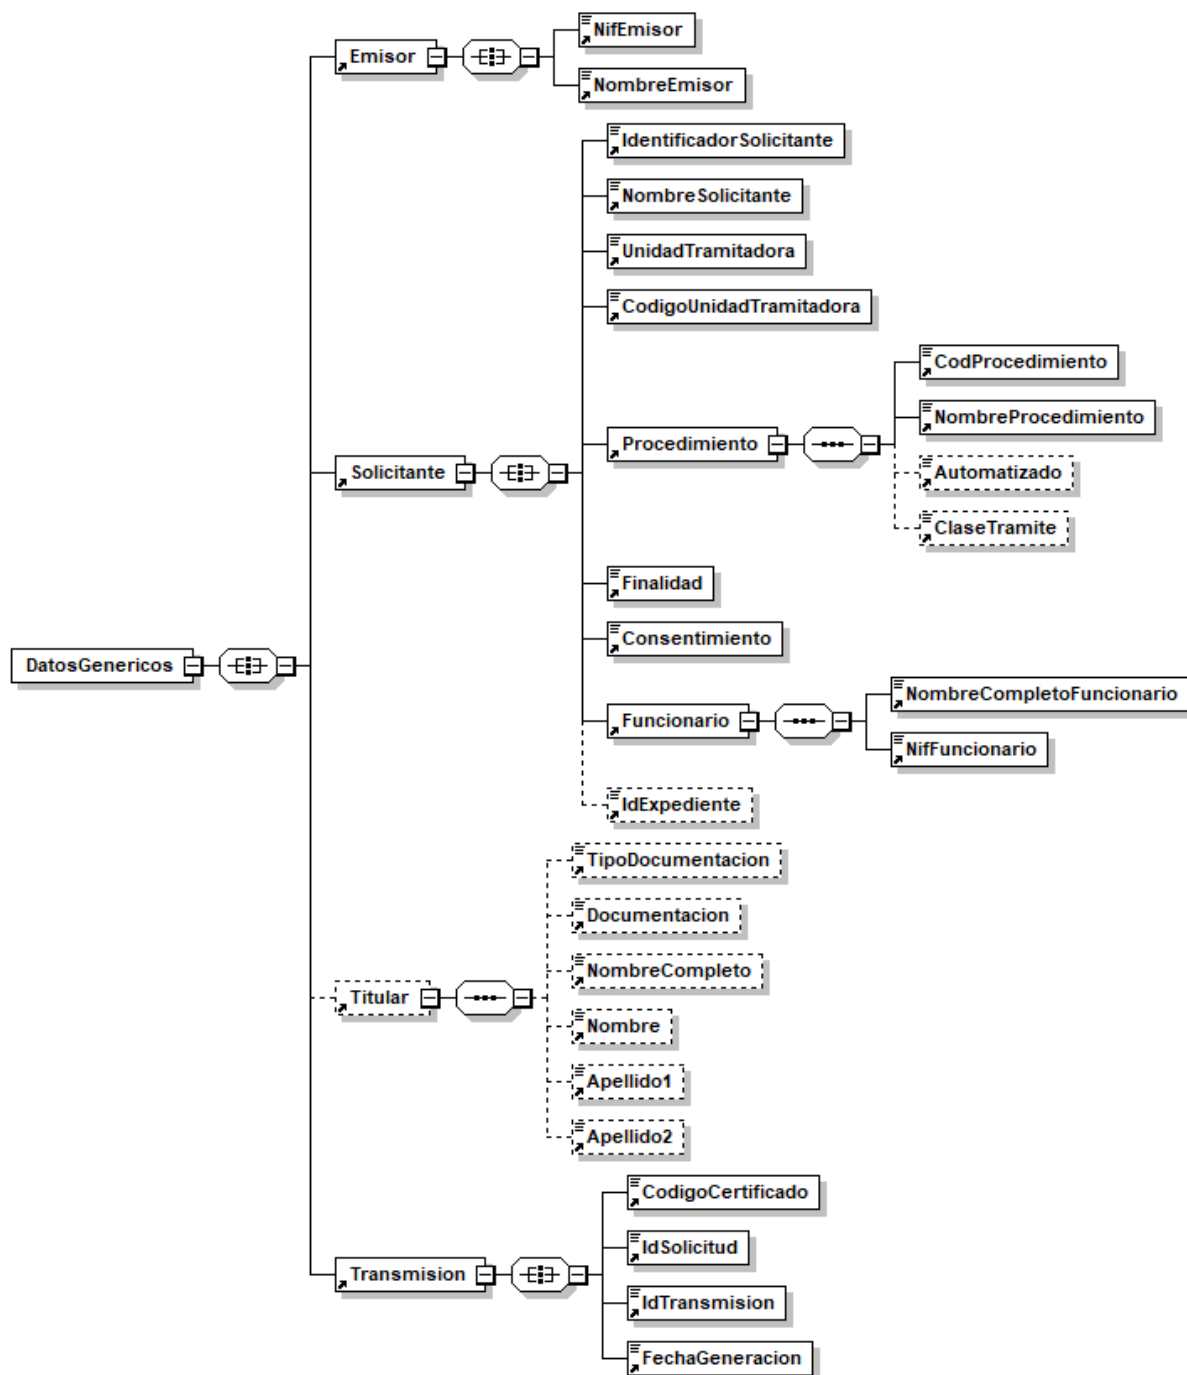 NifEmisor
Emisor
NombreEmisor
IdentificadorSolicitante
NombreSolicitante
UnidadTramitadora
CodigoUnidadTramitadora
CodProcedimiento
NombreProcedimiento
Procedimiento
Solicitante
Automatizado
ClaseTramite
Finalidad
Consentimiento
DatosGenericos
NombreCompletoFuncionario
Funcionario
NifFuncionario
IdExpediente
TipoDocumentacion
Documentacion
NombreCompleto
Titular
Nombre
Apellido1
Apellido2
CodigoCertificado
IdSolicitud
Transmision
IdTransmision
FechaGeneracion